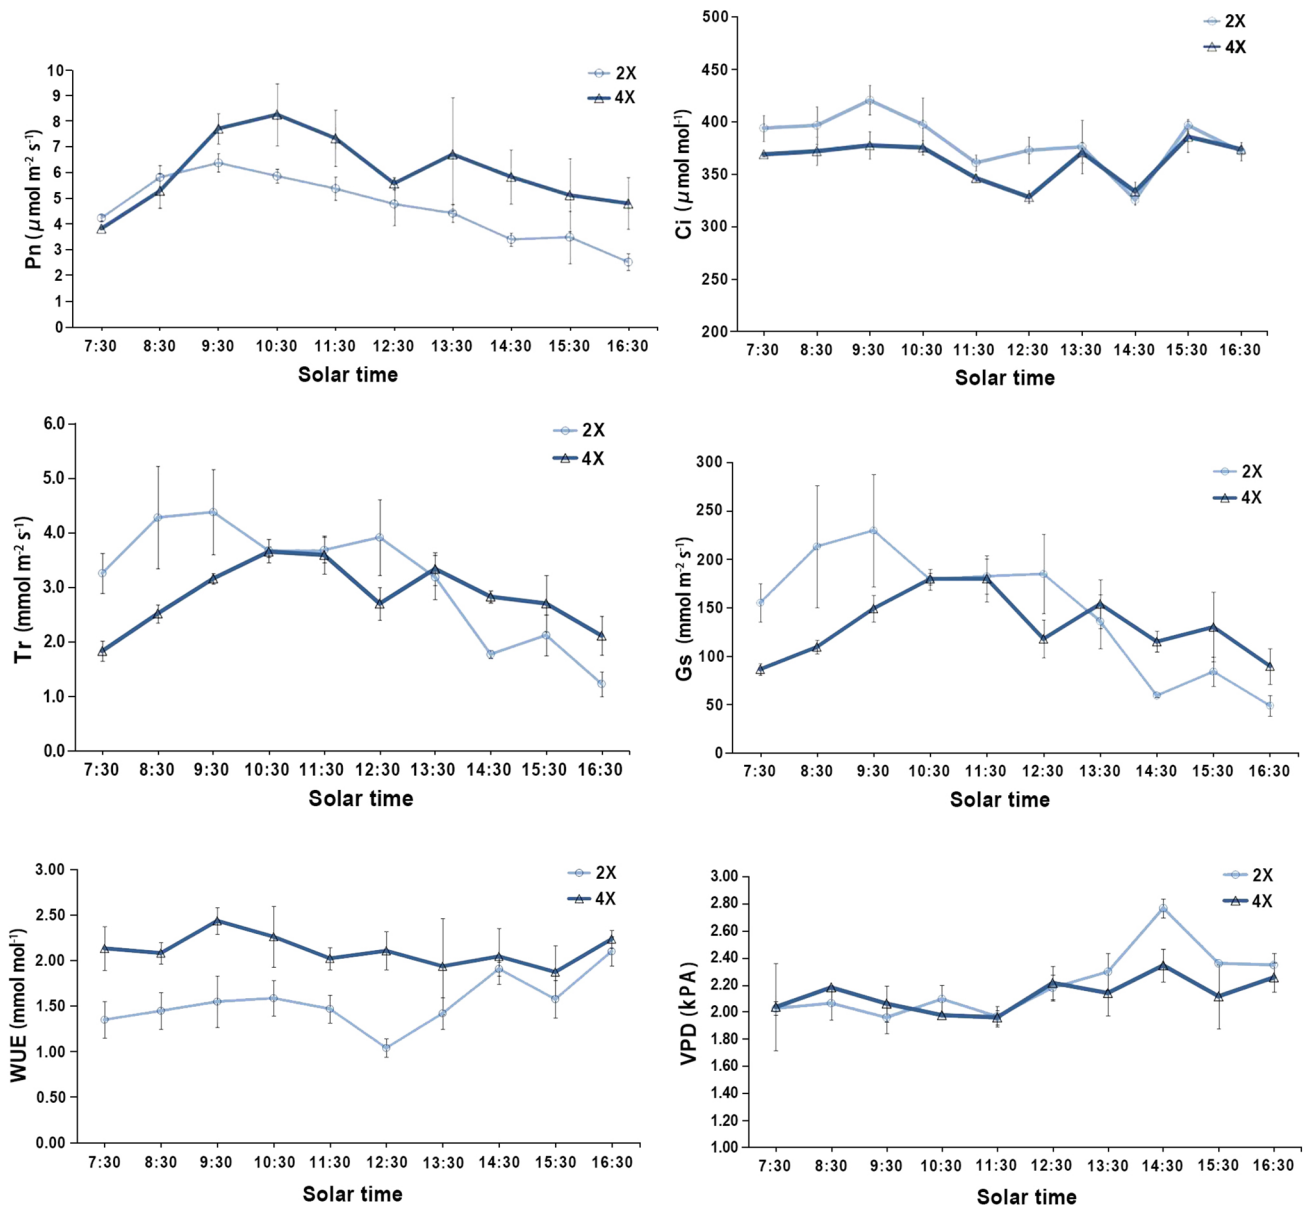 10
9
8
7
6
5
4
3
2
1
0
Pn (μmol m⁻² s⁻¹)
2X
4X
7:30 8:30 9:30 10:30 11:30 12:30 13:30 14:30 15:30 16:30
Solar time
500
450
400
350
300
250
200
Ci (μmol mol⁻¹)
2X
4X
7:30 8:30 9:30 10:30 11:30 12:30 13:30 14:30 15:30 16:30
Solar time
6.0
5.0
4.0
3.0
2.0
1.0
0.0
Tr (mmol m⁻² s⁻¹)
2X
4X
7:30 8:30 9:30 10:30 11:30 12:30 13:30 14:30 15:30 16:30
Solar time
300
250
200
150
100
50
0
Gs (mmol m⁻² s⁻¹)
2X
4X
7:30 8:30 9:30 10:30 11:30 12:30 13:30 14:30 15:30 16:30
Solar time
3.00
2.50
2.00
1.50
1.00
0.50
0.00
WUE (mmol mol⁻¹)
2X
4X
7:30 8:30 9:30 10:30 11:30 12:30 13:30 14:30 15:30 16:30
Solar time
3.00
2.80
2.60
2.40
2.20
2.00
1.80
1.60
1.40
1.20
1.00
VPD (kPA)
2X
4X
7:30 8:30 9:30 10:30 11:30 12:30 13:30 14:30 15:30 16:30
Solar time